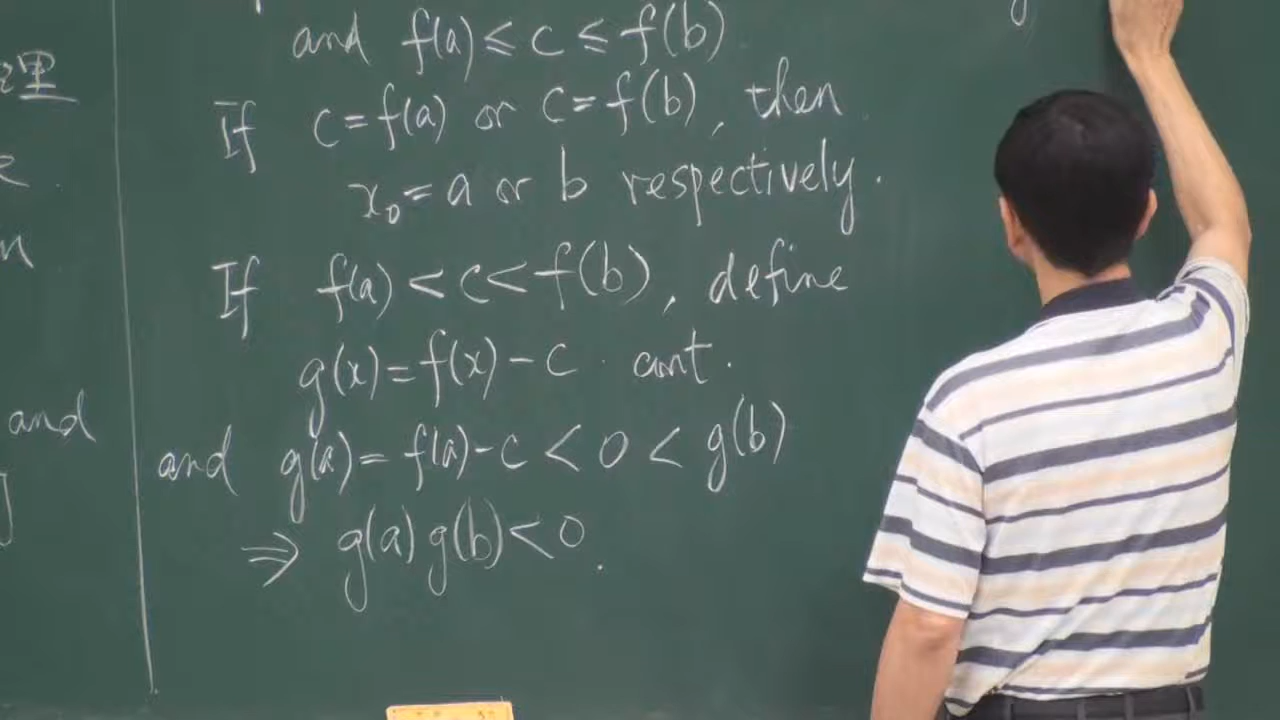 理
n
and
and f(a) ≤ c ≤ f(b)
If c = f(a) or c = f(b), then
x₀ = a or b respectively.
If f(a) < c < f(b), define
g(x) = f(x) - c cont.
and g(a) = f(a) - c < 0 < g(b)
⇒ g(a) g(b) < 0 .